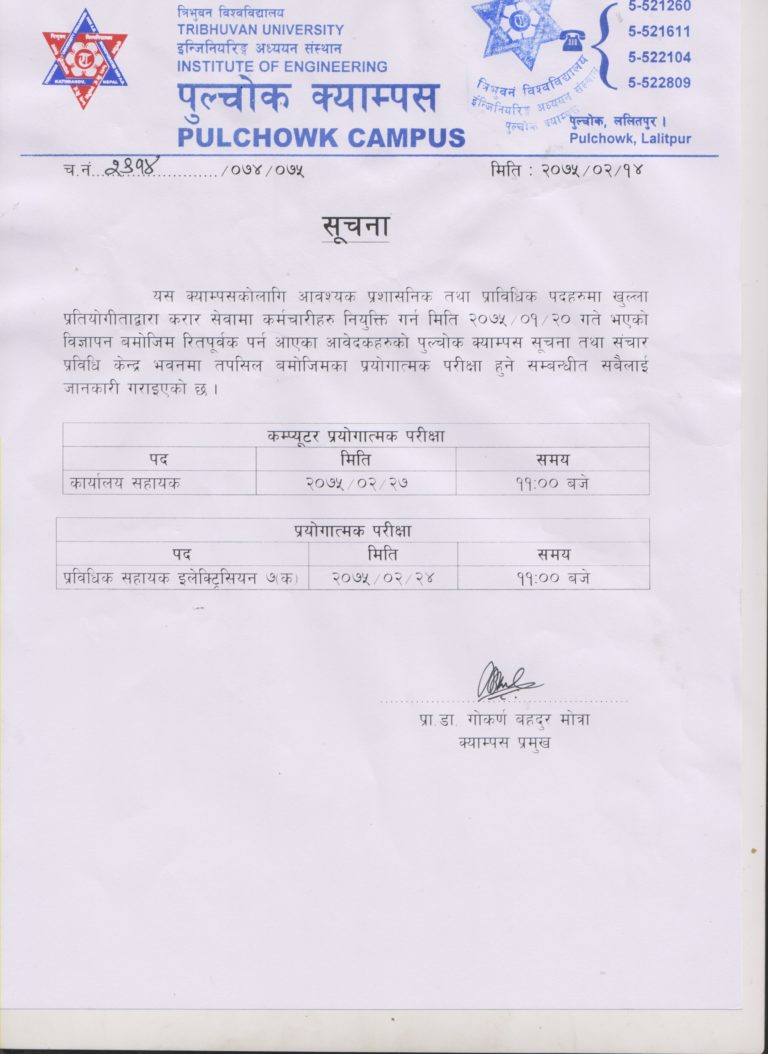 त्रिभुवन विश्वविद्यालय
TRIBHUVAN UNIVERSITY
इन्जिनियरिङ्ग अध्ययन संस्थान
INSTITUTE OF ENGINEERING
पुल्चोक क्याम्पस
PULCHOWK CAMPUS
5-521260
5-521611
5-522104
5-522809
त्रिभुवन विश्वविद्यालय
इन्जिनियरिङ्ग अध्ययन संस्थान
पुल्चोक क्याम्पस
पुल्चोक, ललितपुर ।
Pulchowk, Lalitpur
च.नं. २३१४ /०७४/०७५
मिति : २०७५/०२/१४
सूचना
यस क्याम्पसकोलागि आवश्यक प्रशासनिक तथा प्राविधिक पदहरुमा खुल्ला
प्रतियोगीताद्वारा करार सेवामा कर्मचारीहरु नियुक्ति गर्न मिति २०७५/०१/२० गते भएको
विज्ञापन बमोजिम रितपूर्वक पर्न आएका आवेदकहरुको पुल्चोक क्याम्पस सूचना तथा संचार
प्रविधि केन्द्र भवनमा तपसिल बमोजिमका प्रयोगात्मक परीक्षा हुने सम्बन्धीत सबैलाई
जानकारी गराइएको छ ।
कम्प्यूटर प्रयोगात्मक परीक्षा
पद मिति समय
कार्यालय सहायक २०७५/०२/२७ ११:०० बजे
प्रयोगात्मक परीक्षा
पद मिति समय
प्रविधिक सहायक इलेक्ट्रिसियन ७(क) २०७५/०२/२४ ११:०० बजे
प्रा.डा. गोकर्ण बहदुर मोत्रा
क्याम्पस प्रमुख